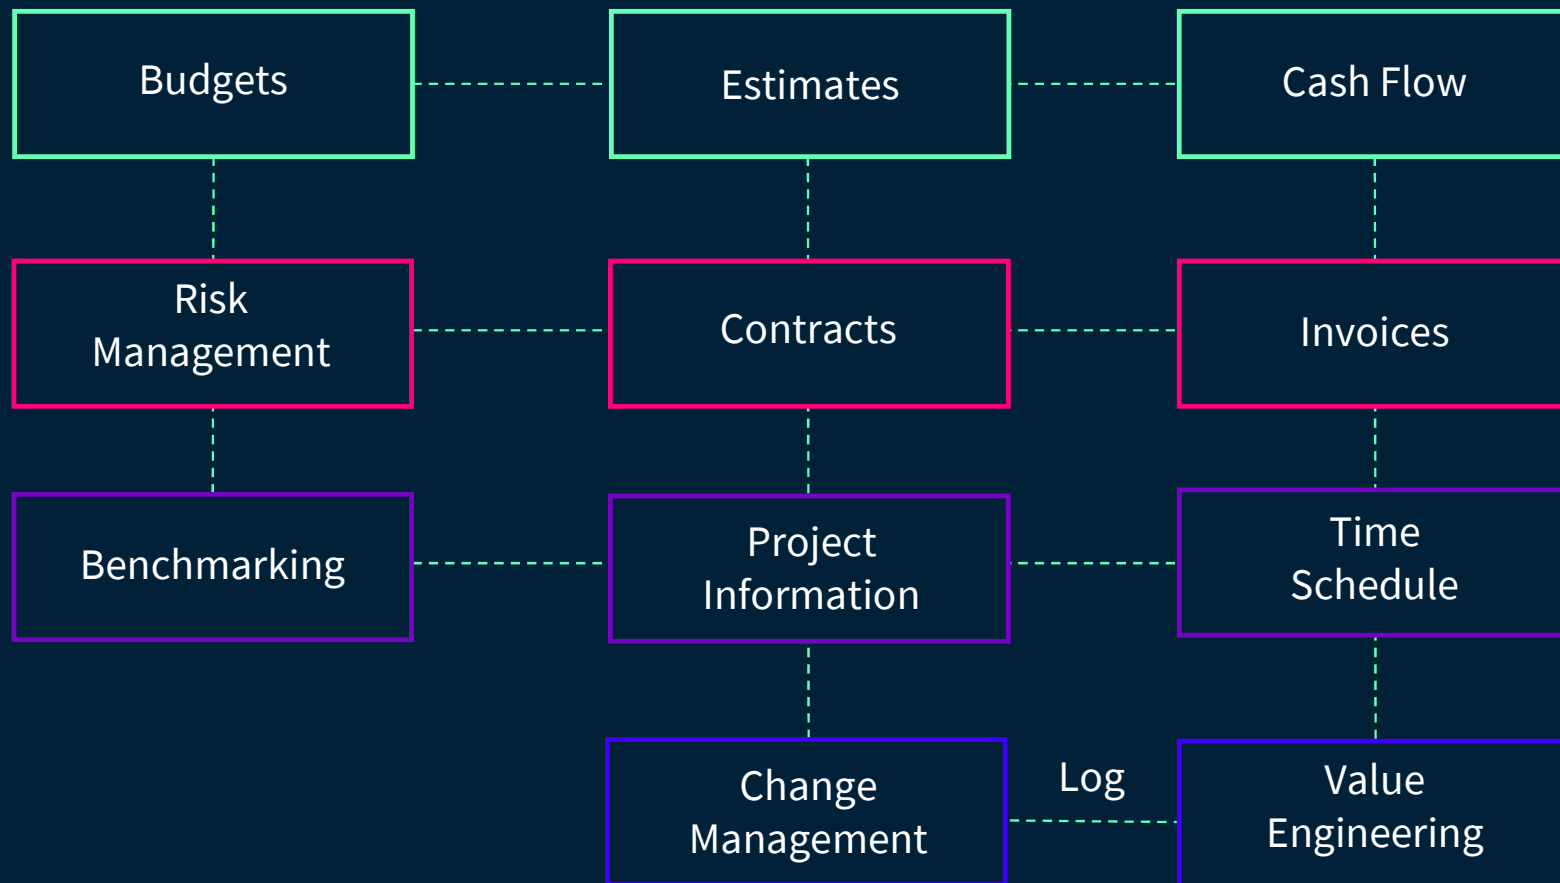 Budgets
Estimates
Cash Flow
Risk
Management
Contracts
Invoices
Benchmarking
Project
Information
Time
Schedule
Change
Management
Log
Value
Engineering